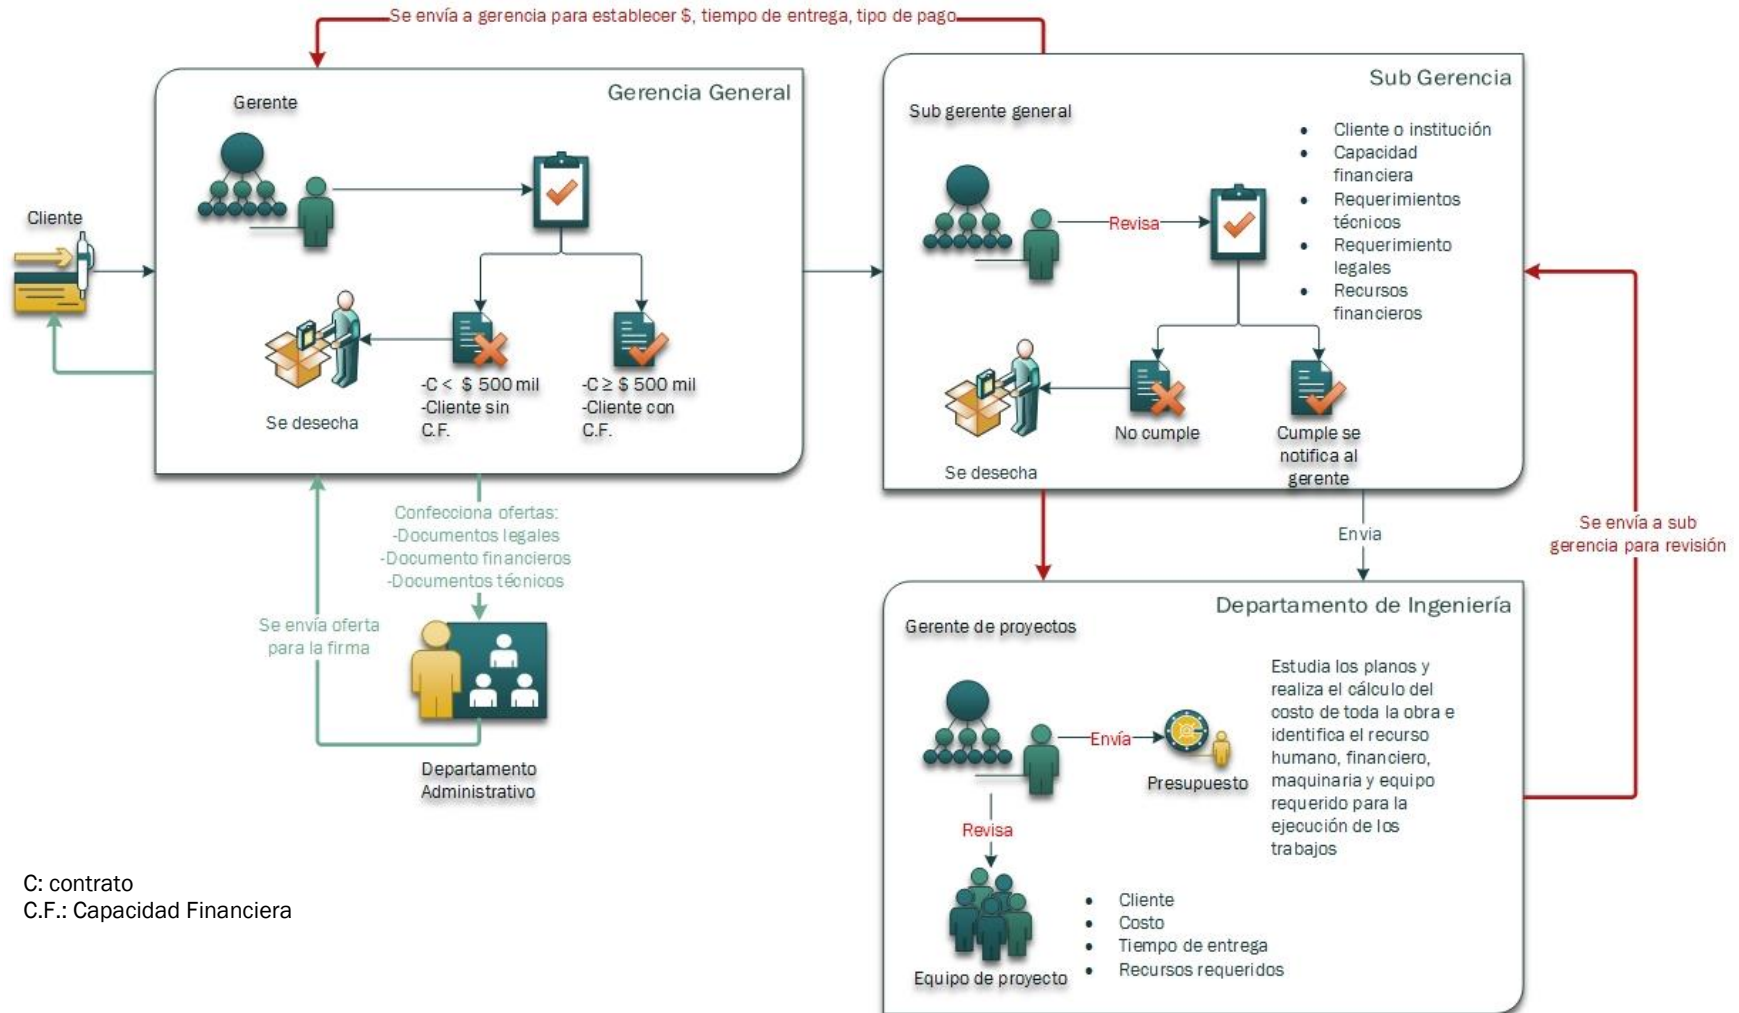 Se envía a gerencia para establecer $, tiempo de entrega, tipo de pago
Gerencia General
Gerente
Cliente
Se desecha
-C < $ 500 mil
-Cliente sin
C.F.
-C ≥ $ 500 mil
-Cliente con
C.F.
Sub Gerencia
Sub gerente general
Revisa
• Cliente o institución
• Capacidad
financiera
• Requerimientos
técnicos
• Requerimiento
legales
• Recursos
financieros
Se desecha
No cumple
Cumple se
notifica al
gerente
Confecciona ofertas:
-Documentos legales
-Documento financieros
-Documentos técnicos
Se envía oferta
para la firma
Departamento
Administrativo
Envia
Se envía a sub
gerencia para revisión
Departamento de Ingeniería
Gerente de proyectos
Envía
Presupuesto
Estudia los planos y
realiza el cálculo del
costo de toda la obra e
identifica el recurso
humano, financiero,
maquinaria y equipo
requerido para la
ejecución de los
trabajos
Revisa
Equipo de proyecto
• Cliente
• Costo
• Tiempo de entrega
• Recursos requeridos
C: contrato
C.F.: Capacidad Financiera